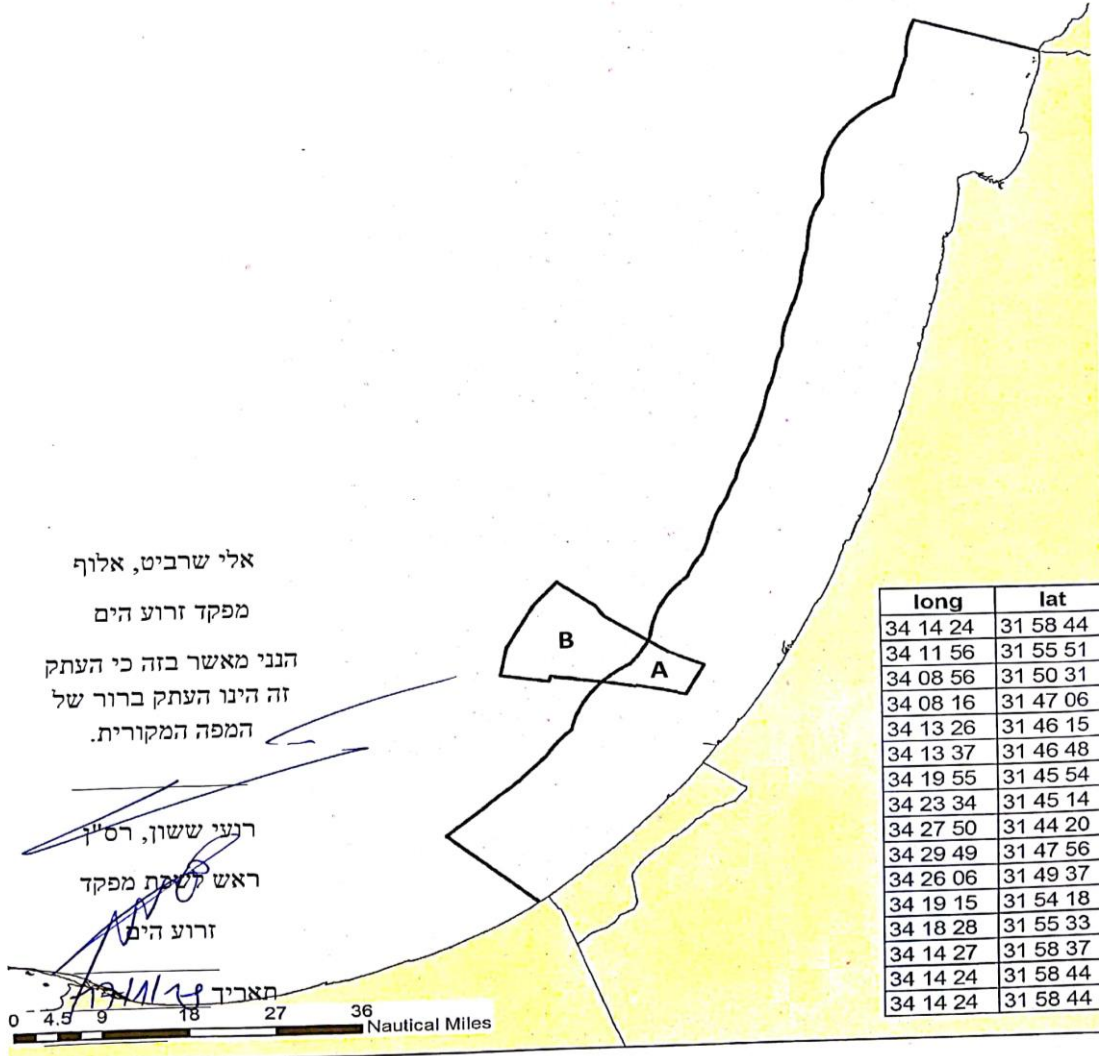 B
A
אלי שרביט, אלוף
מפקד זרוע הים
הנני מאשר בזה כי העתק
זה הינו העתק ברור של
המפה המקורית.
רועי ששון, רס"ן
ראש לשכת מפקד
זרוע הים
תאריך
long lat
34 14 24 31 58 44
34 11 56 31 55 51
34 08 56 31 50 31
34 08 16 31 47 06
34 13 26 31 46 15
34 13 37 31 46 48
34 19 55 31 45 54
34 23 34 31 45 14
34 27 50 31 44 20
34 29 49 31 47 56
34 26 06 31 49 37
34 19 15 31 54 18
34 18 28 31 55 33
34 14 27 31 58 37
34 14 24 31 58 44
34 14 24 31 58 44
0 4.5 9 18 27 36 Nautical Miles